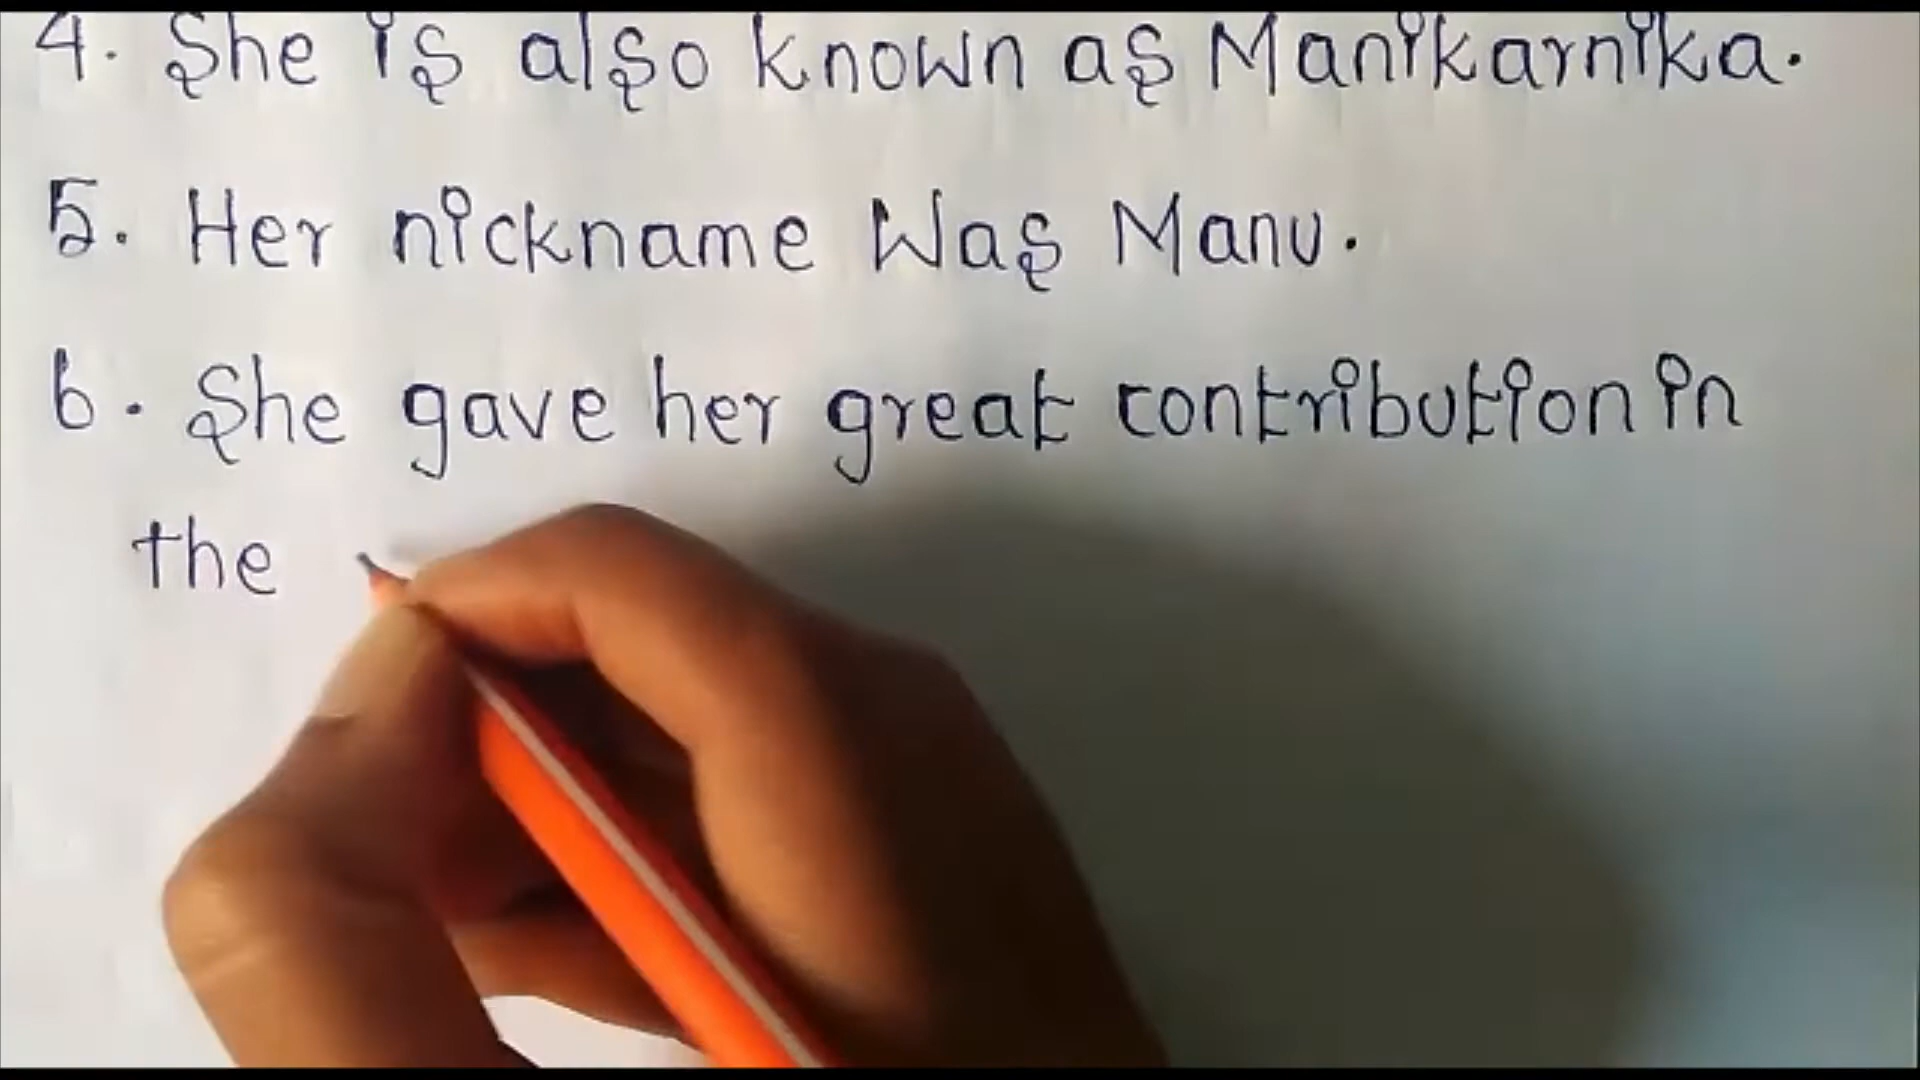 4. She is also known as Manikarnika.
5. Her nickname Was Manu.
6. She gave her great contribution in
the